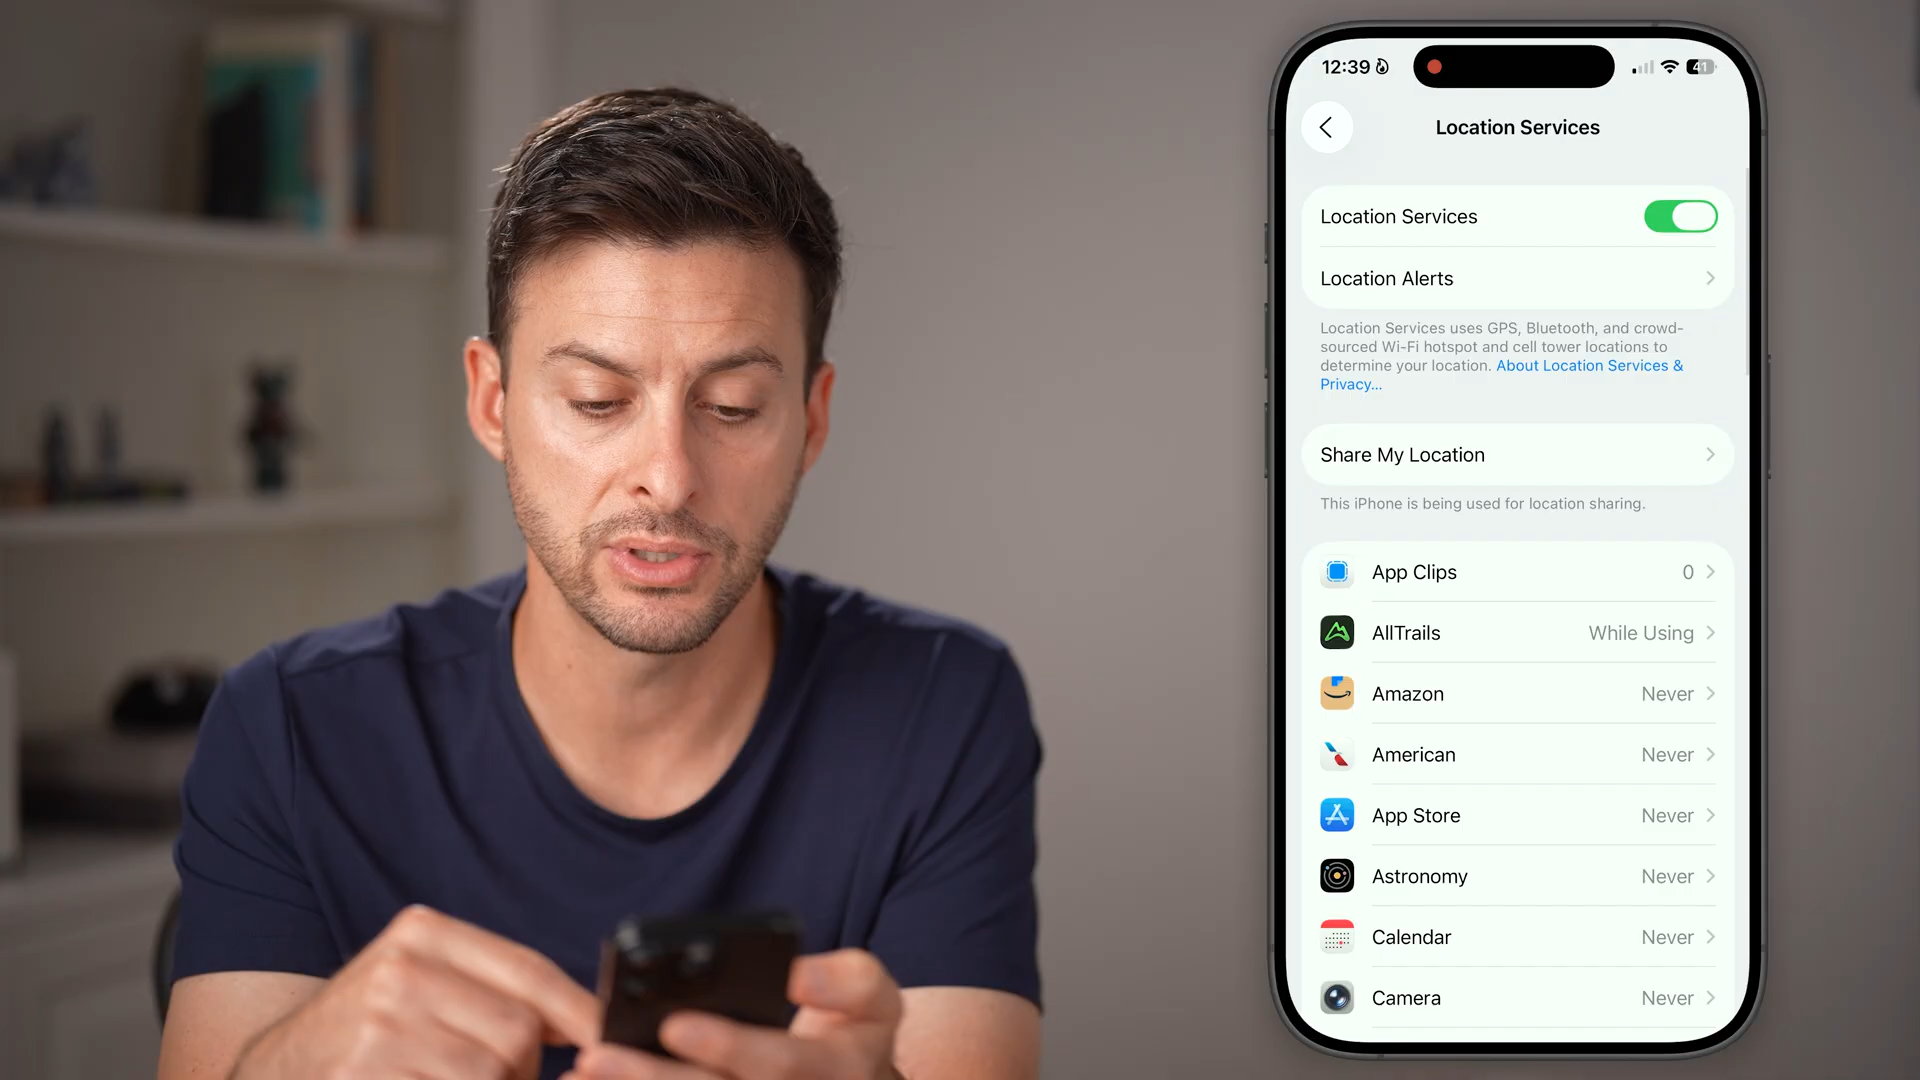 12:39
41
Location Services
Location Services
Location Alerts
Location Services uses GPS, Bluetooth, and crowd-
sourced Wi-Fi hotspot and cell tower locations to
determine your location. About Location Services &
Privacy...
Share My Location
This iPhone is being used for location sharing.
App Clips 0
AllTrails While Using
Amazon Never
American Never
App Store Never
Astronomy Never
Calendar Never
Camera Never